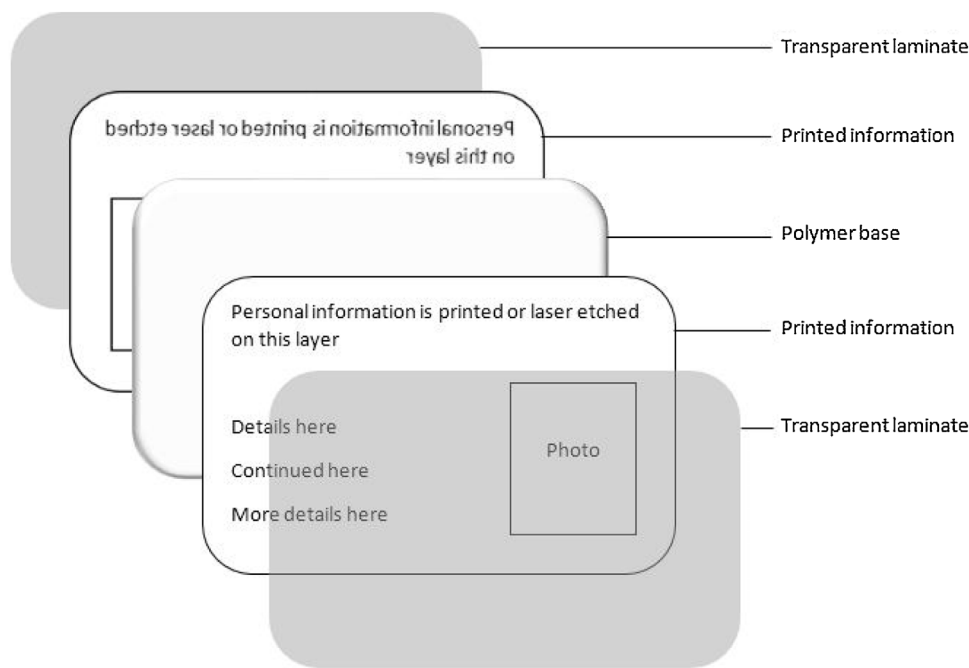 Transparent laminate
Personal information is printed or laser etched
on this layer
Printed information
Polymer base
Personal information is printed or laser etched
on this layer
Printed information
Transparent laminate
Details here
Photo
Continued here
More details here